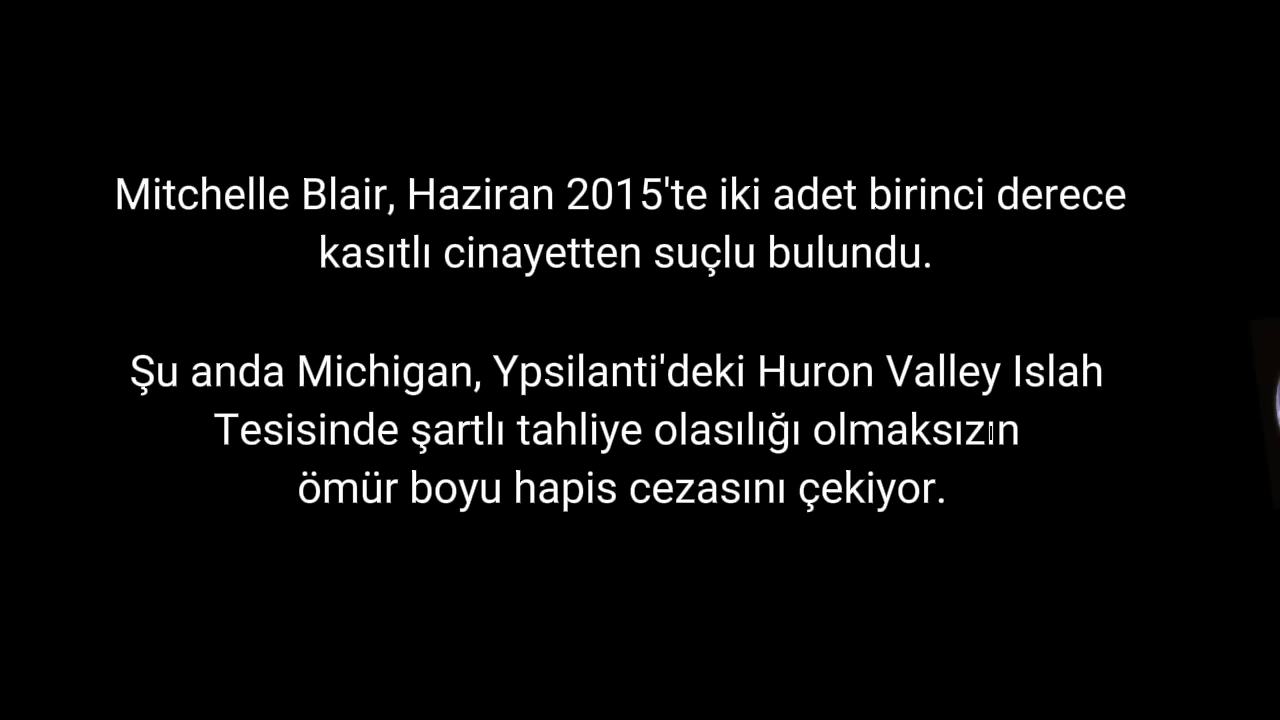 Mitchelle Blair, Haziran 2015'te iki adet birinci derece
kasıtlı cinayetten suçlu bulundu.
Şu anda Michigan, Ypsilanti'deki Huron Valley Islah
Tesisinde şartlı tahliye olasılığı olmaksızın
ömür boyu hapis cezasını çekiyor.